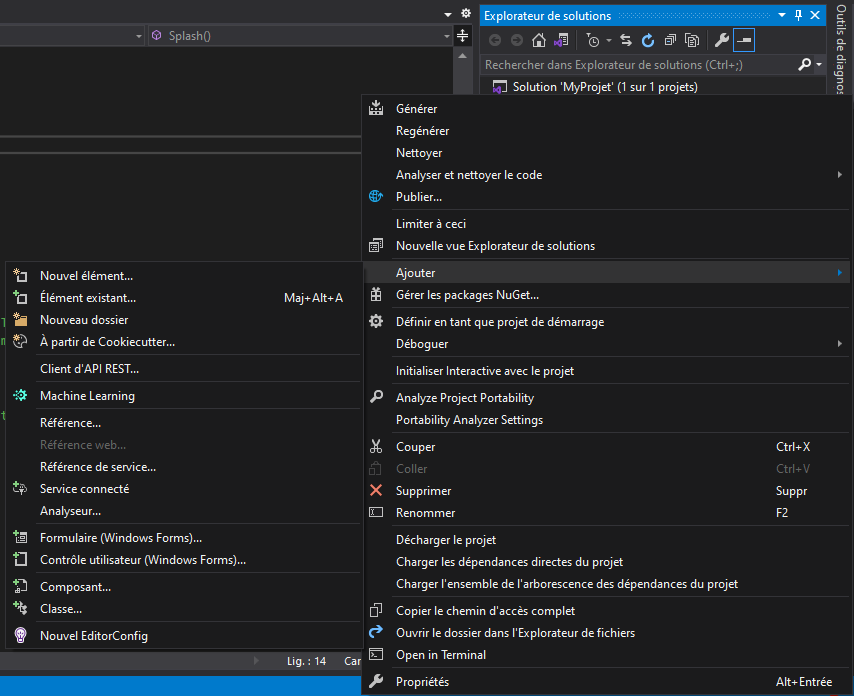 Splash()
Explorateur de solutions
Rechercher dans Explorateur de solutions (Ctrl+;)
Solution 'MyProjet' (1 sur 1 projets)
Outils de diagnos
Générer
Regénérer
Nettoyer
Analyser et nettoyer le code
Publier...
Limiter à ceci
Nouvelle vue Explorateur de solutions
Ajouter
Gérer les packages NuGet...
Définir en tant que projet de démarrage
Déboguer
Initialiser Interactive avec le projet
Analyze Project Portability
Portability Analyzer Settings
Couper Ctrl+X
Coller Ctrl+V
Supprimer Suppr
Renommer F2
Décharger le projet
Charger les dépendances directes du projet
Charger l'ensemble de l'arborescence des dépendances du projet
Copier le chemin d'accès complet
Ouvrir le dossier dans l'Explorateur de fichiers
Open in Terminal
Propriétés Alt+Entrée
Nouvel élément...
Élément existant... Maj+Alt+A
Nouveau dossier
À partir de Cookiecutter...
Client d'API REST...
Machine Learning
Référence...
Référence web...
Référence de service...
Service connecté
Analyseur...
Formulaire (Windows Forms)...
Contrôle utilisateur (Windows Forms)...
Composant...
Classe...
Nouvel EditorConfig
Lig. : 14 Car